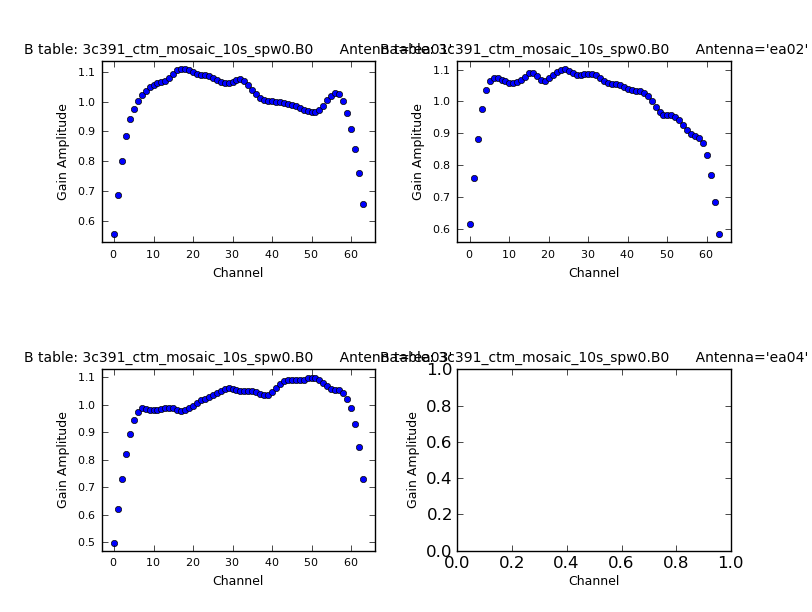 B table: 3c391_ctm_mosaic_10s_spw0.B0 Antenna='ea01'
B table: 3c391_ctm_mosaic_10s_spw0.B0 Antenna='ea02'
1.1
1.0
0.9
0.8
0.7
0.6
Gain Amplitude
0 10 20 30 40 50 60
Channel
1.1
1.0
0.9
0.8
0.7
0.6
Gain Amplitude
0 10 20 30 40 50 60
Channel
B table: 3c391_ctm_mosaic_10s_spw0.B0 Antenna='ea03'
B table: 3c391_ctm_mosaic_10s_spw0.B0 Antenna='ea04'
1.1
1.0
0.9
0.8
0.7
0.6
0.5
Gain Amplitude
0 10 20 30 40 50 60
Channel
1.0
0.8
0.6
0.4
0.2
0.0
Gain Amplitude
0.0 0.2 0.4 0.6 0.8 1.0
Channel